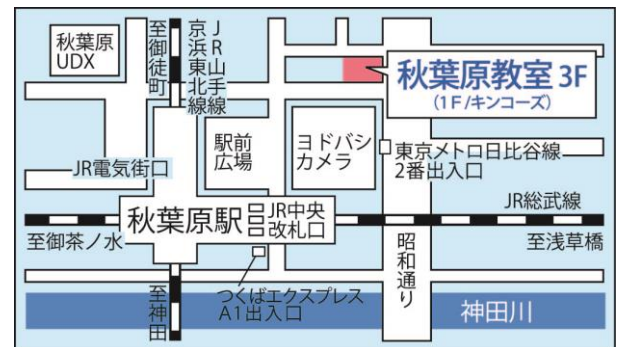 秋葉原
UDX
至御徒町
JR山手線
京浜東北線
秋葉原教室 3F
(1F/キンコーズ)
駅前
広場
ヨドバシ
カメラ
東京メトロ日比谷線
2番出入口
JR電気街口
JR総武線
秋葉原駅
JR中央
改札口
至御茶ノ水
昭和通り
至浅草橋
至神田
つくばエクスプレス
A1出入口
神田川